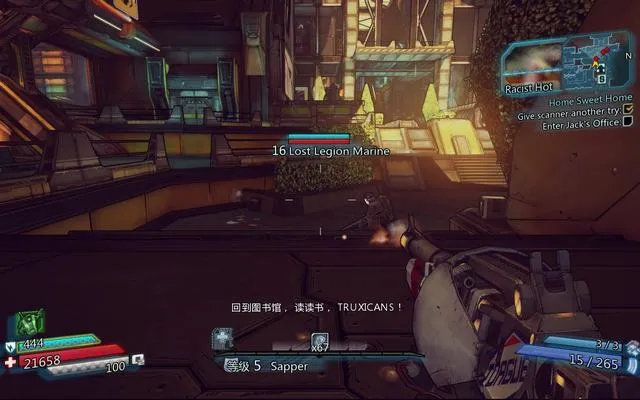 N
S
Racist Hot
Home Sweet Home
Give scanner another try:
Enter Jack's Office:
16 Lost Legion Marine
回到图书馆，读读书，TRUXICANS！
444
21658
100
x67
等级 5 Sapper
3/3
15/265